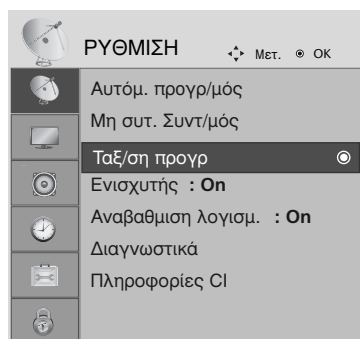 ΡΥΘΜΙΣΗ Μετ. OK
Αυτόμ. προγρ/μός
Μη συτ. Συντ/μός
Ταξ/ση προγρ
Ενισχυτής : On
Αναβαθμιση λογισμ. : On
Διαγνωστικά
Πληροφορίες CI